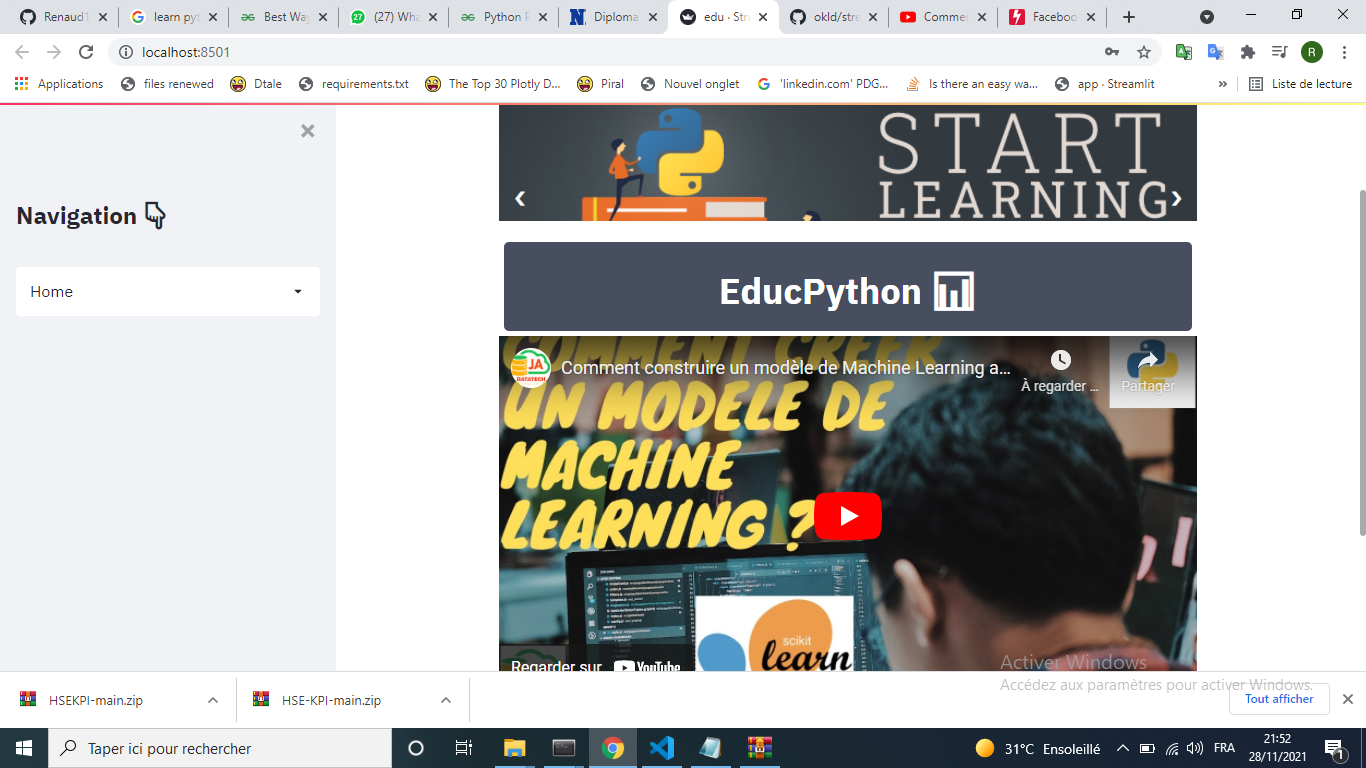 Renaud1
learn pyt
Best Way
(27) Wha
Python P
Diploma
edu · Str
okld/stre
Commen
Faceboo
localhost:8501
R
Applications
files renewed
Dtale
requirements.txt
The Top 30 Plotly D...
Piral
Nouvel onglet
'linkedin.com' PDG...
Is there an easy wa...
app · Streamlit
»
Liste de lecture
START
LEARNING
Navigation
Home
EducPython
COMMENT CRÉER
UN MODÈLE DE
MACHINE
LEARNING ?
JA
DATATECH
Comment construire un modèle de Machine Learning a...
À regarder ...
Partager
scikit
learn
Regarder sur
YouTube
Activer Windows
Accédez aux paramètres pour activer Windows.
HSEKPI-main.zip
HSE-KPI-main.zip
Tout afficher
Taper ici pour rechercher
31°C Ensoleillé
FRA
21:52
28/11/2021
1